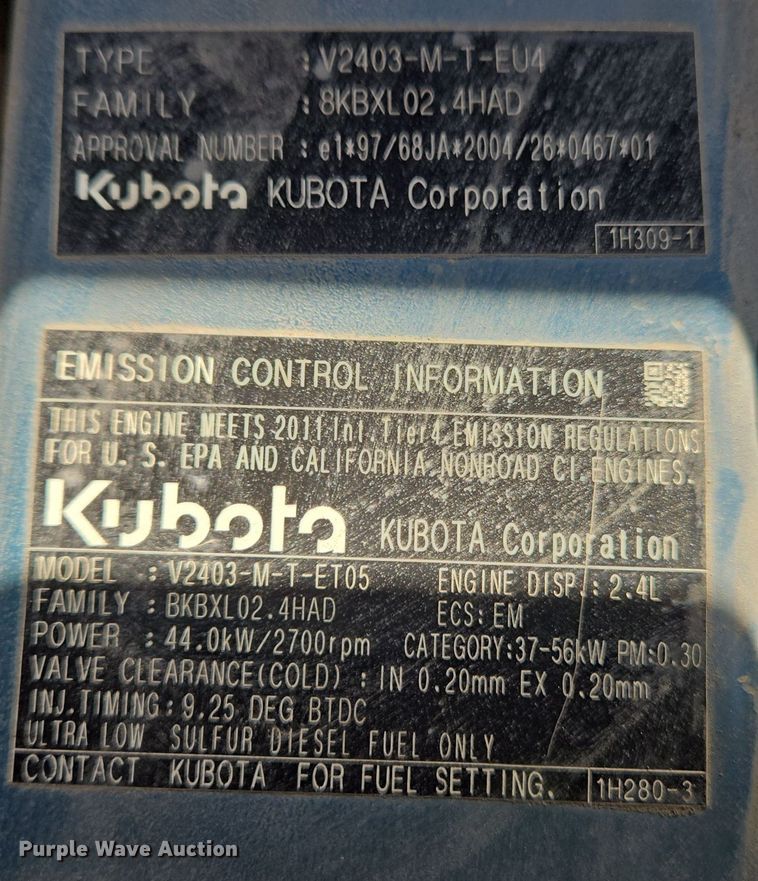 TYPE : V2403-M-T-EU4
FAMILY : 8KBXL02.4HAD
APPROVAL NUMBER : e1*97/68JA*2004/26*0467*01
Kubota KUBOTA Corporation
1H309-1
EMISSION CONTROL INFORMATION
THIS ENGINE MEETS 2011 Int. Tier4 EMISSION REGULATIONS
FOR U. S. EPA AND CALIFORNIA NONROAD CI ENGINES.
Kubota KUBOTA Corporation
MODEL : V2403-M-T-ET05 ENGINE DISP.: 2.4L
FAMILY : BKBXL02.4HAD ECS: EM
POWER : 44.0kW/2700rpm CATEGORY:37-56kW PM:0.30
VALVE CLEARANCE(COLD) : IN 0.20mm EX 0.20mm
INJ.TIMING: 9.25 DEG BTDC
ULTRA LOW SULFUR DIESEL FUEL ONLY
CONTACT KUBOTA FOR FUEL SETTING.
1H280-3
Purple Wave Auction